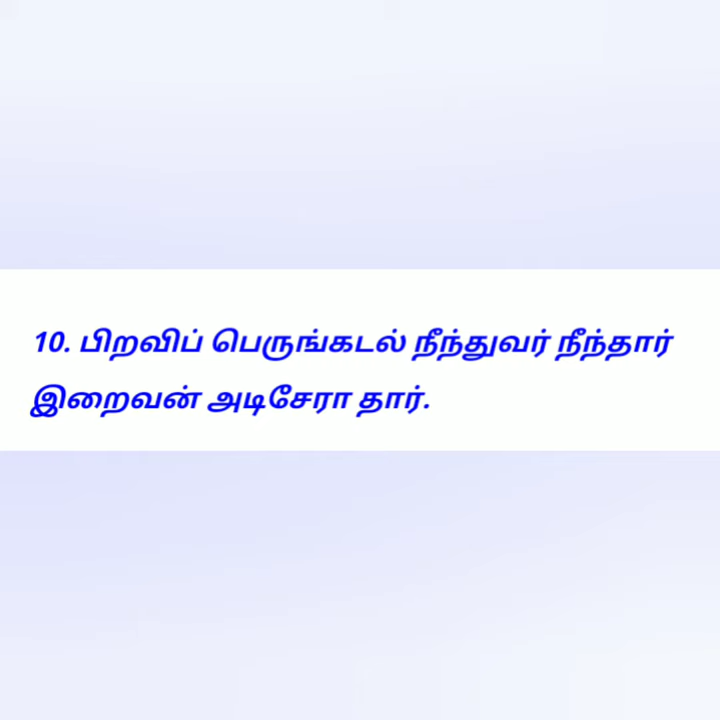 10. பிறவிப் பெருங்கடல் நீந்துவர் நீந்தார்
இறைவன் அடிசேரா தார்.